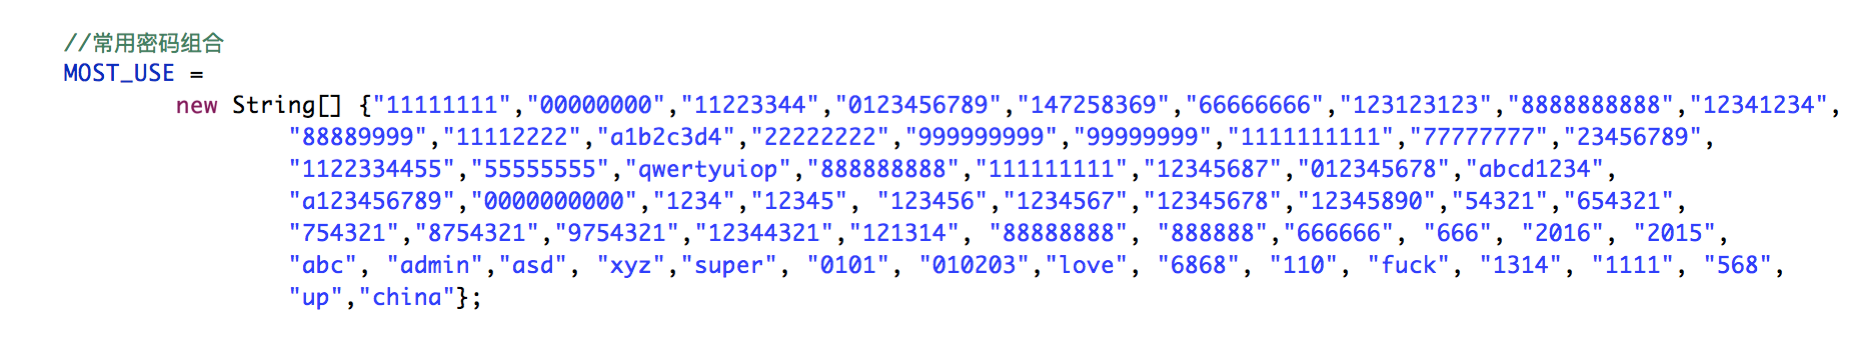 //常用密码组合
MOST_USE =
new String[] {"11111111","00000000","11223344","0123456789","147258369","66666666","123123123","8888888888","12341234",
"88889999","11112222","a1b2c3d4","22222222","999999999","99999999","1111111111","77777777","23456789",
"1122334455","55555555","qwertyuiop","888888888","111111111","12345687","012345678","abcd1234",
"a123456789","0000000000","1234","12345", "123456","1234567","12345678","12345890","54321","654321",
"754321","8754321","9754321","12344321","121314", "88888888", "888888","666666", "666", "2016", "2015",
"abc", "admin","asd", "xyz","super", "0101", "010203","love", "6868", "110", "fuck", "1314", "1111", "568",
"up","china"};